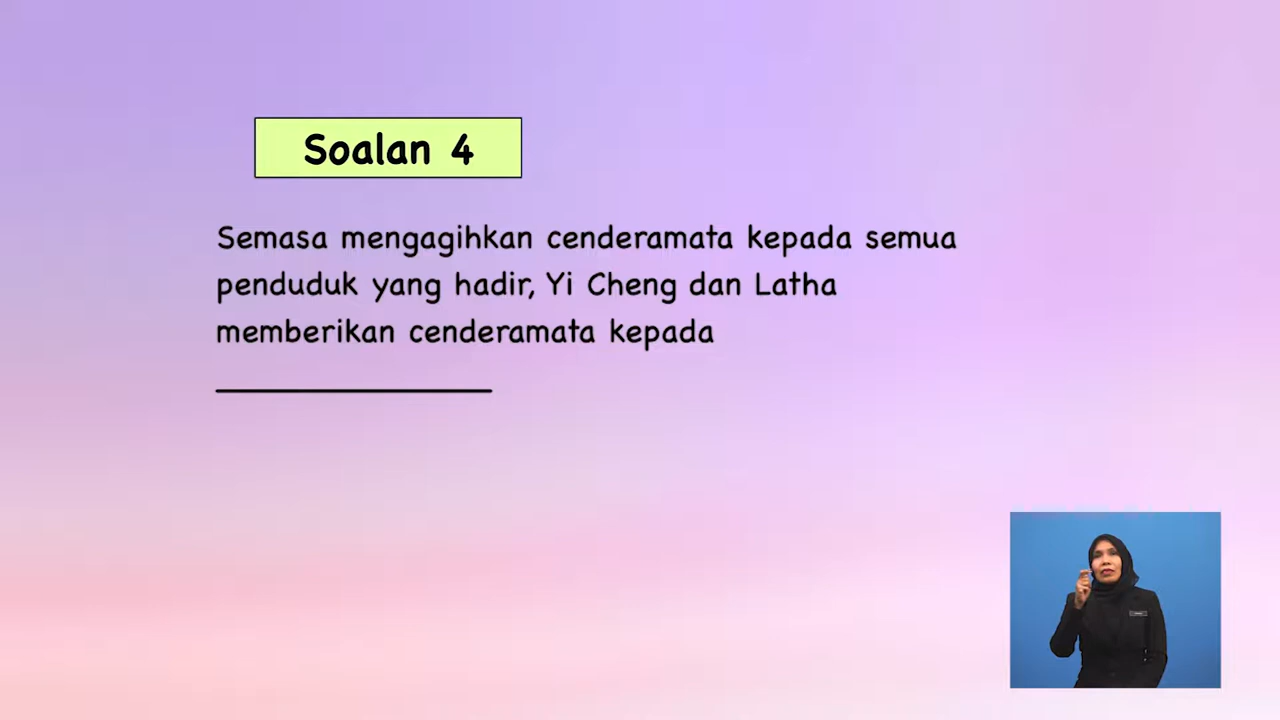 Soalan 4
Semasa mengagihkan cenderamata kepada semua
penduduk yang hadir, Yi Cheng dan Latha
memberikan cenderamata kepada